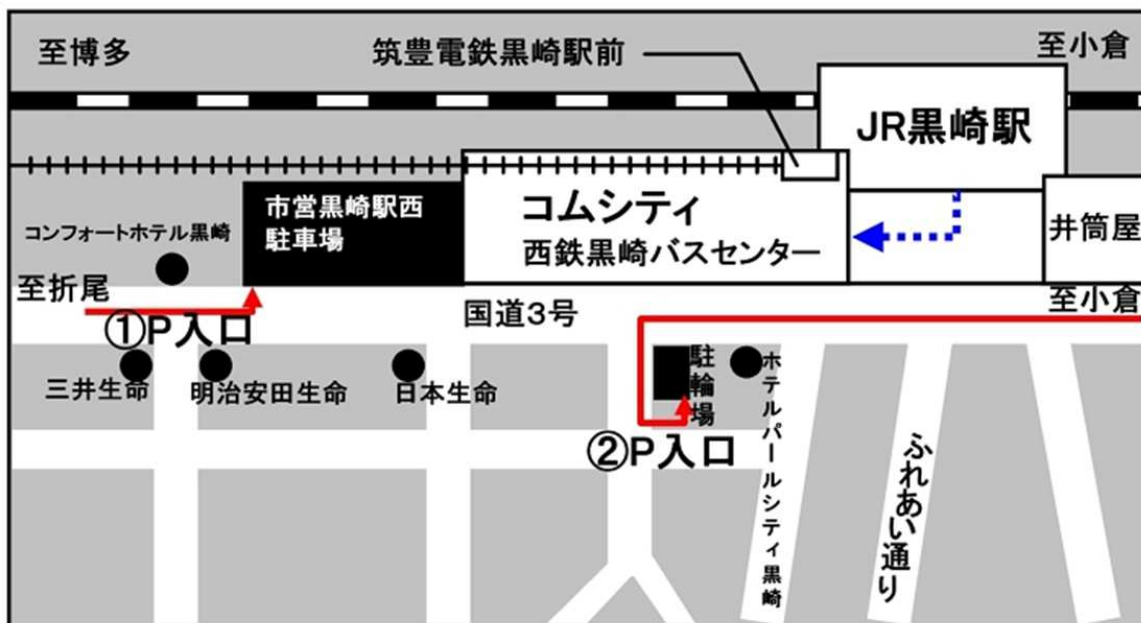 至博多
筑豊電鉄黒崎駅前
至小倉
JR黒崎駅
市営黒崎駅西
駐車場
コムシティ
西鉄黒崎バスセンター
井筒屋
コンフォートホテル黒崎
至折尾
至小倉
国道3号
①P入口
三井生命
明治安田生命
日本生命
駐輪場
ホテルパールシティ黒崎
②P入口
ふれあい通り